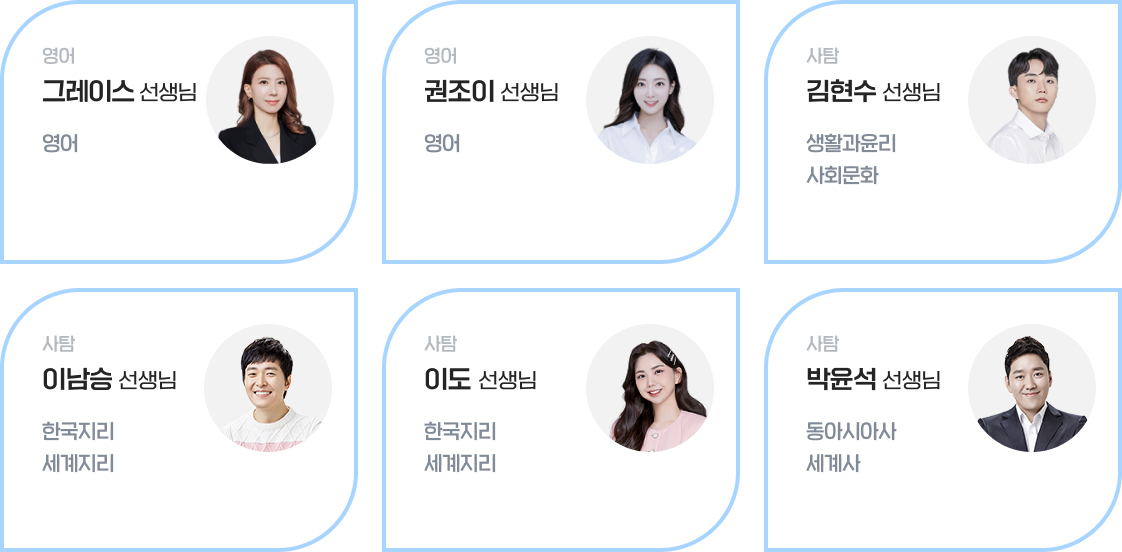 영어
그레이스 선생님
영어
영어
권조이 선생님
영어
사탐
김현수 선생님
생활과윤리
사회문화
사탐
이남승 선생님
한국지리
세계지리
사탐
이도 선생님
한국지리
세계지리
사탐
박윤석 선생님
동아시아사
세계사